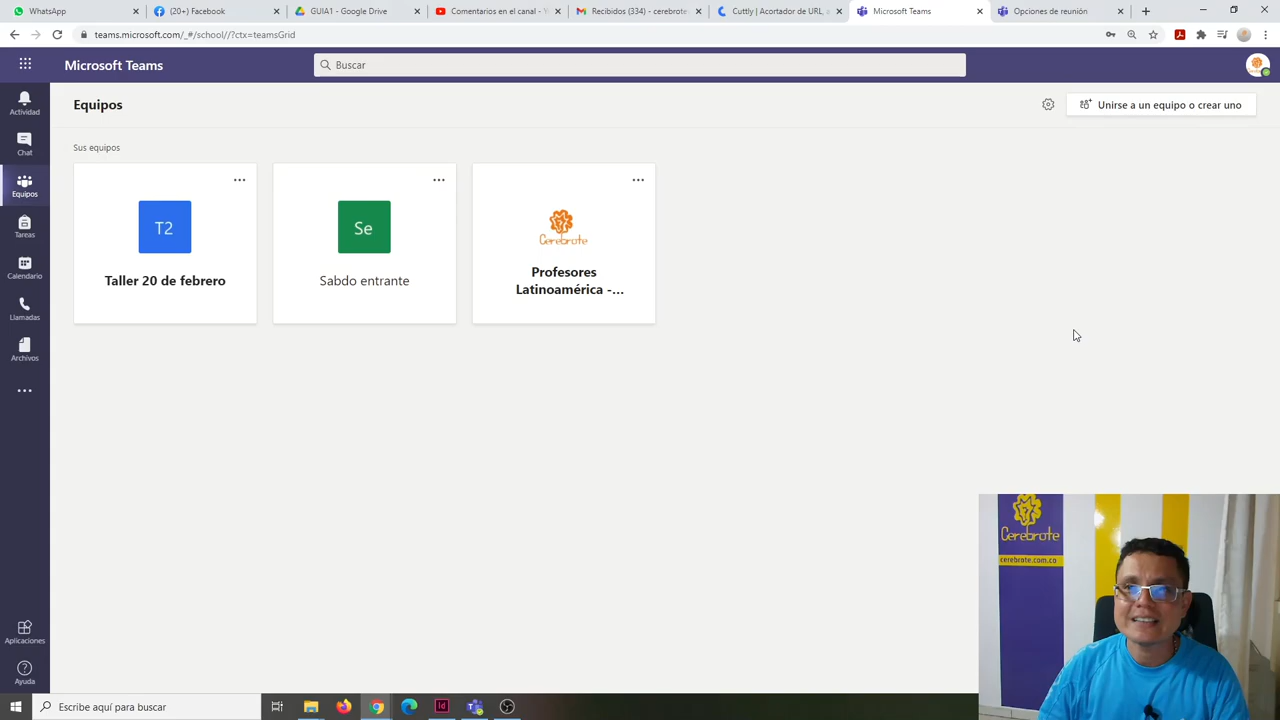 WhatsApp
(20+) Facebook
GUIA1 - Google Drive
Comentarios en el canal - Y
Recibidos (334) - cerebrote
Cuttly | Acortador de URL,
Microsoft Teams
Opciones de reunión
teams.microsoft.com/_#/school//?ctx=teamsGrid
Microsoft Teams
Buscar
Actividad
Chat
Equipos
Tareas
Calendario
Llamadas
Archivos
Aplicaciones
Ayuda
Equipos
Unirse a un equipo o crear uno
Sus equipos
T2
Taller 20 de febrero
Se
Sabdo entrante
Cerebrote
Profesores
Latinoamérica -...
Cerebrote
cerebrote.com.co
Escribe aquí para buscar
Id